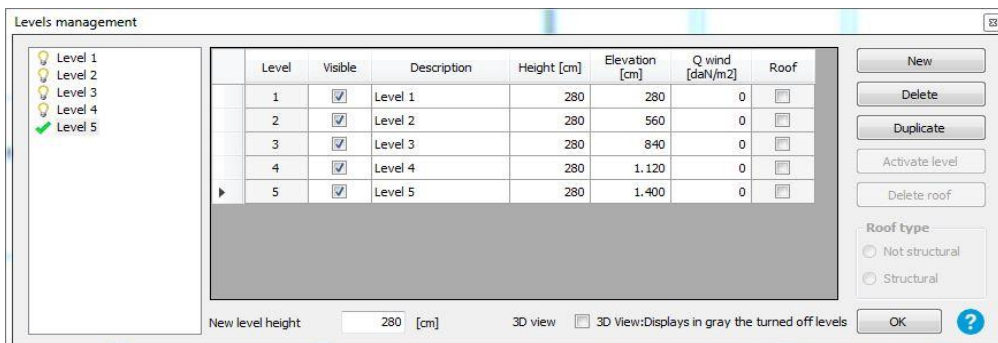 Levels management
Level 1
Level 2
Level 3
Level 4
Level 5
Level Visible Description Height [cm] Elevation [cm] Q wind [daN/m2] Roof
1 Level 1 280 280 0
2 Level 2 280 560 0
3 Level 3 280 840 0
4 Level 4 280 1.120 0
5 Level 5 280 1.400 0
New
Delete
Duplicate
Activate level
Delete roof
Roof type
Not structural
Structural
New level height 280 [cm] 3D view 3D View:Displays in gray the turned off levels OK ?